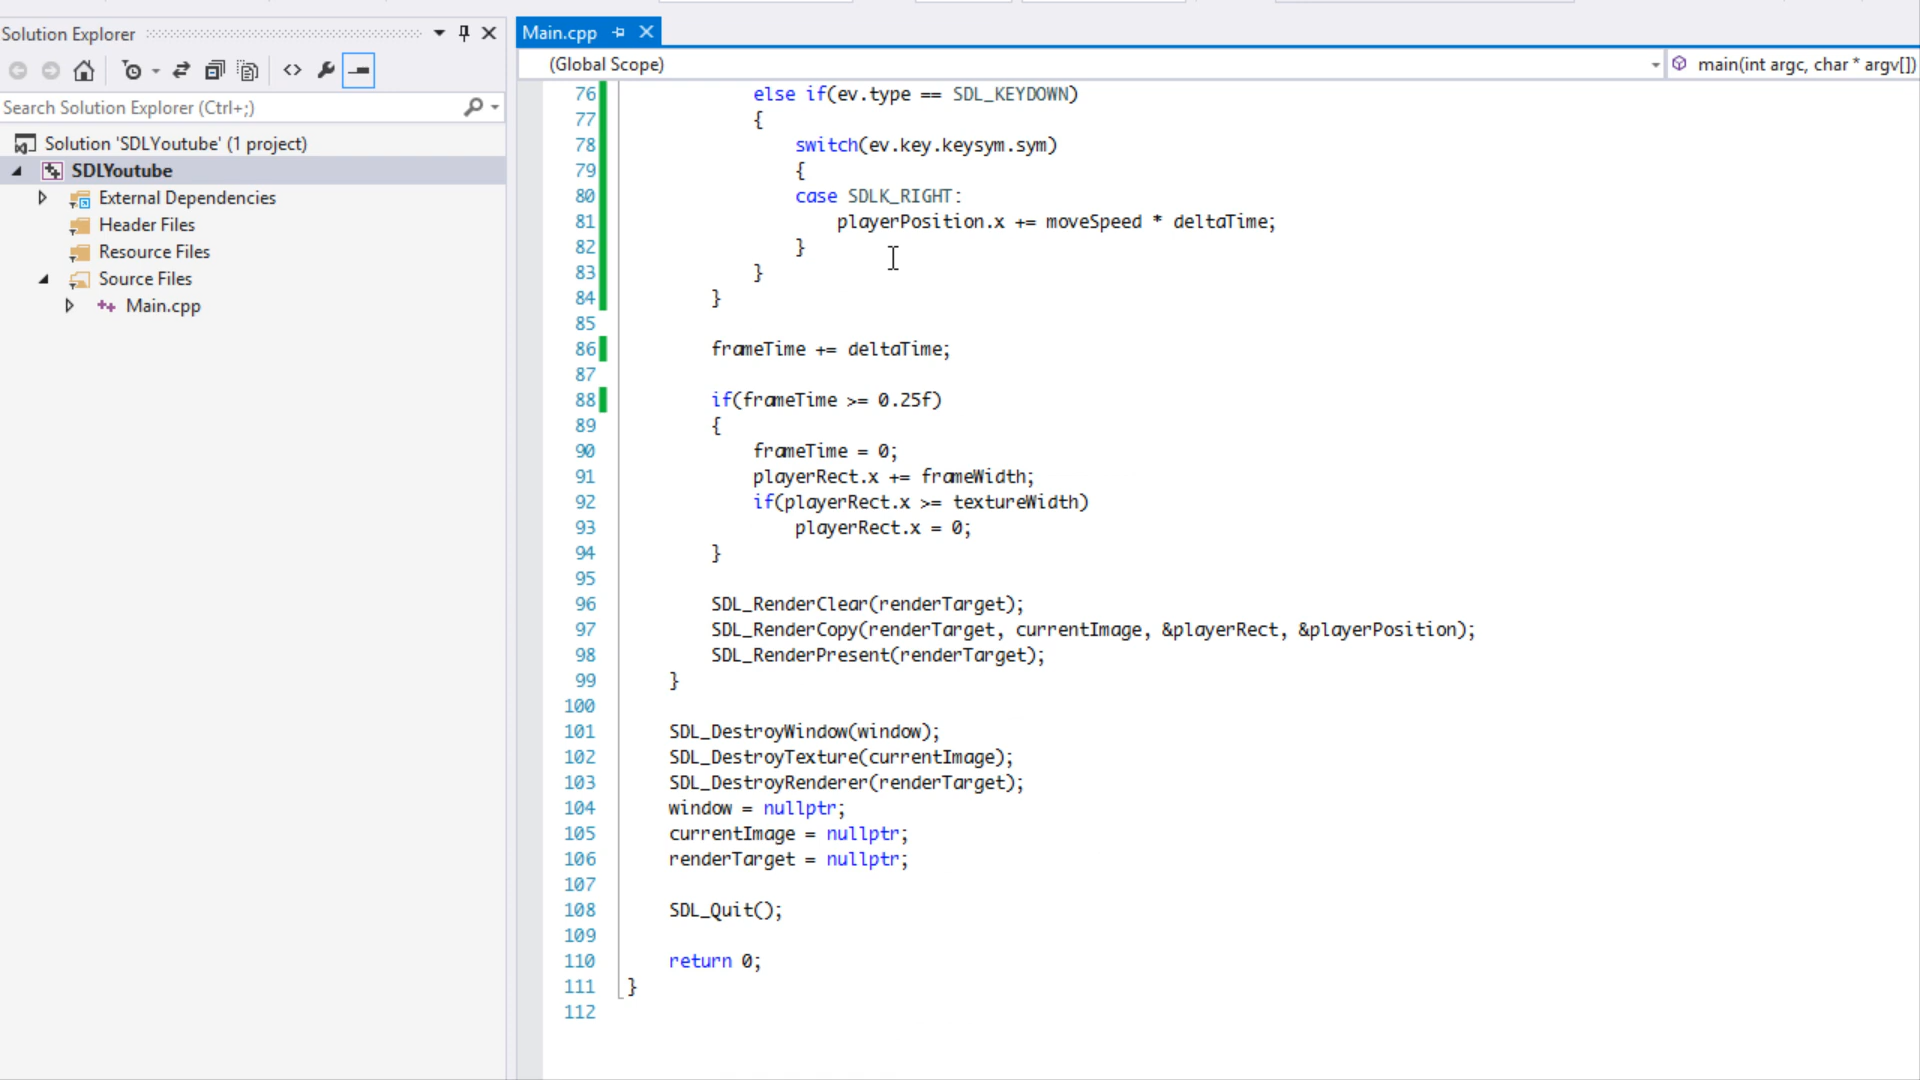 Solution Explorer
Search Solution Explorer (Ctrl+;)
Solution 'SDLYoutube' (1 project)
SDLYoutube
External Dependencies
Header Files
Resource Files
Source Files
Main.cpp
Main.cpp
(Global Scope)
main(int argc, char * argv[])
76 else if(ev.type == SDL_KEYDOWN)
77 {
78 switch(ev.key.keysym.sym)
79 {
80 case SDLK_RIGHT:
81 playerPosition.x += moveSpeed * deltaTime;
82 }
83 }
84 }
85
86 frameTime += deltaTime;
87
88 if(frameTime >= 0.25f)
89 {
90 frameTime = 0;
91 playerRect.x += frameWidth;
92 if(playerRect.x >= textureWidth)
93 playerRect.x = 0;
94 }
95
96 SDL_RenderClear(renderTarget);
97 SDL_RenderCopy(renderTarget, currentImage, &playerRect, &playerPosition);
98 SDL_RenderPresent(renderTarget);
99 }
100
101 SDL_DestroyWindow(window);
102 SDL_DestroyTexture(currentImage);
103 SDL_DestroyRenderer(renderTarget);
104 window = nullptr;
105 currentImage = nullptr;
106 renderTarget = nullptr;
107
108 SDL_Quit();
109
110 return 0;
111 }
112